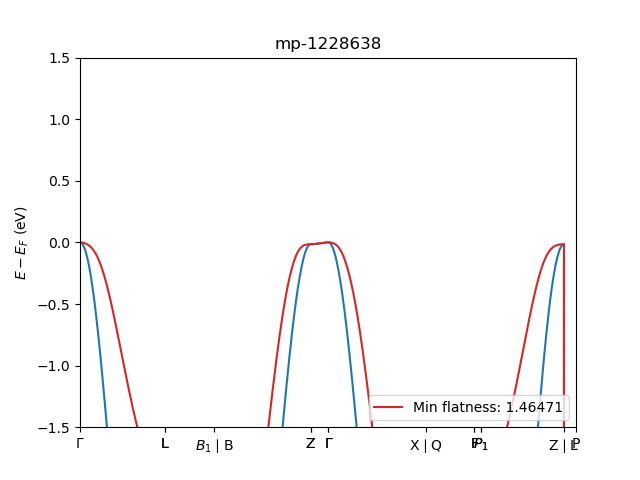 mp-1228638
1.5
1.0
0.5
0.0
−0.5
−1.0
−1.5
E − E_F (eV)
Min flatness: 1.46471
Γ L B₁ | B Z Γ X | Q P₁ Z | L P